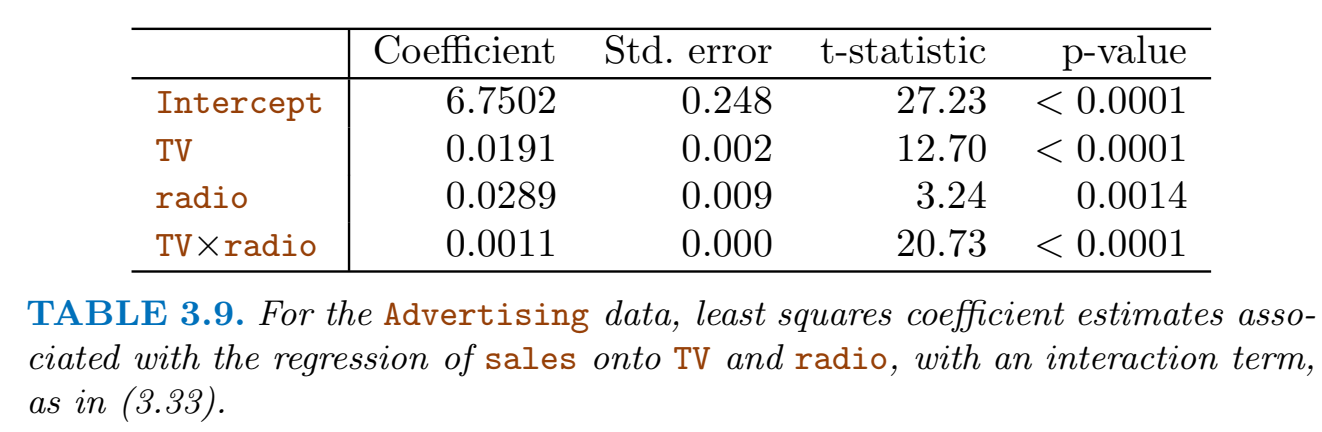 Coefficient Std. error t-statistic p-value
Intercept 6.7502 0.248 27.23 < 0.0001
TV 0.0191 0.002 12.70 < 0.0001
radio 0.0289 0.009 3.24 0.0014
TV×radio 0.0011 0.000 20.73 < 0.0001
TABLE 3.9. For the Advertising data, least squares coefficient estimates asso-
ciated with the regression of sales onto TV and radio, with an interaction term,
as in (3.33).